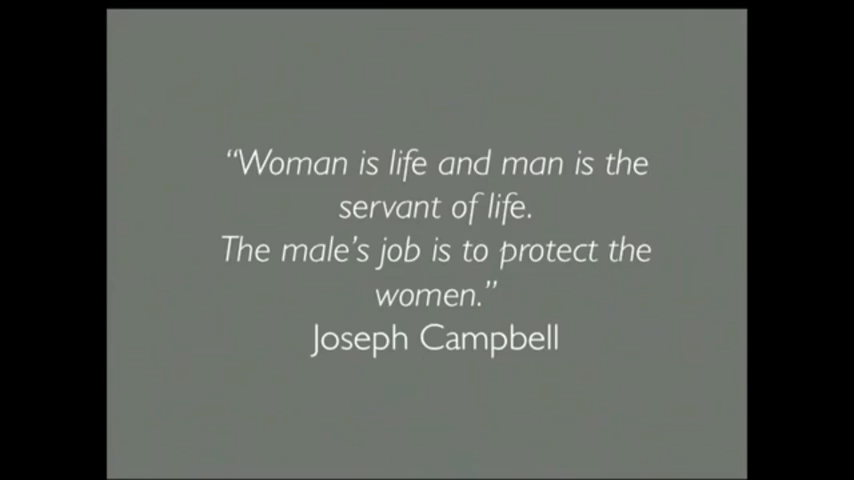 “Woman is life and man is the
servant of life.
The male’s job is to protect the
women.”
Joseph Campbell